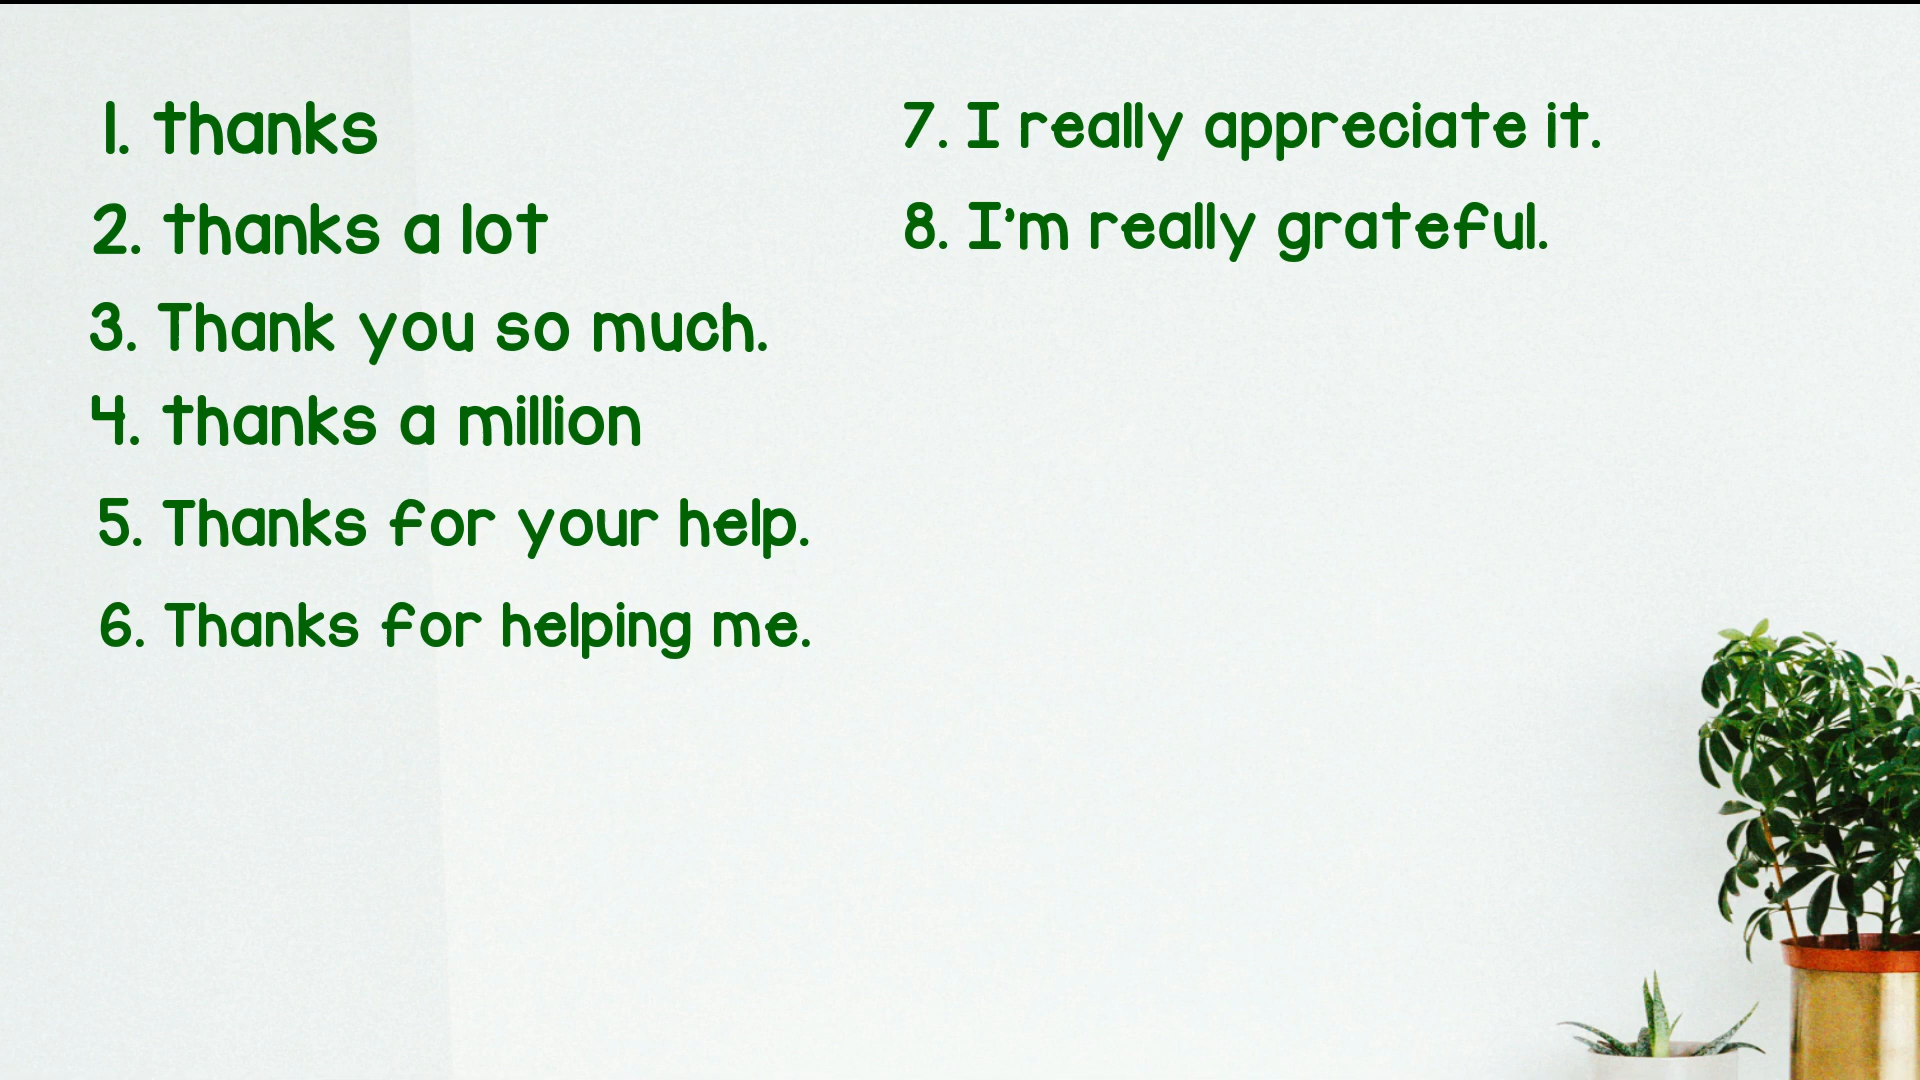 1. thanks
2. thanks a lot
3. Thank you so much.
4. thanks a million
5. Thanks for your help.
6. Thanks for helping me.
7. I really appreciate it.
8. I'm really grateful.